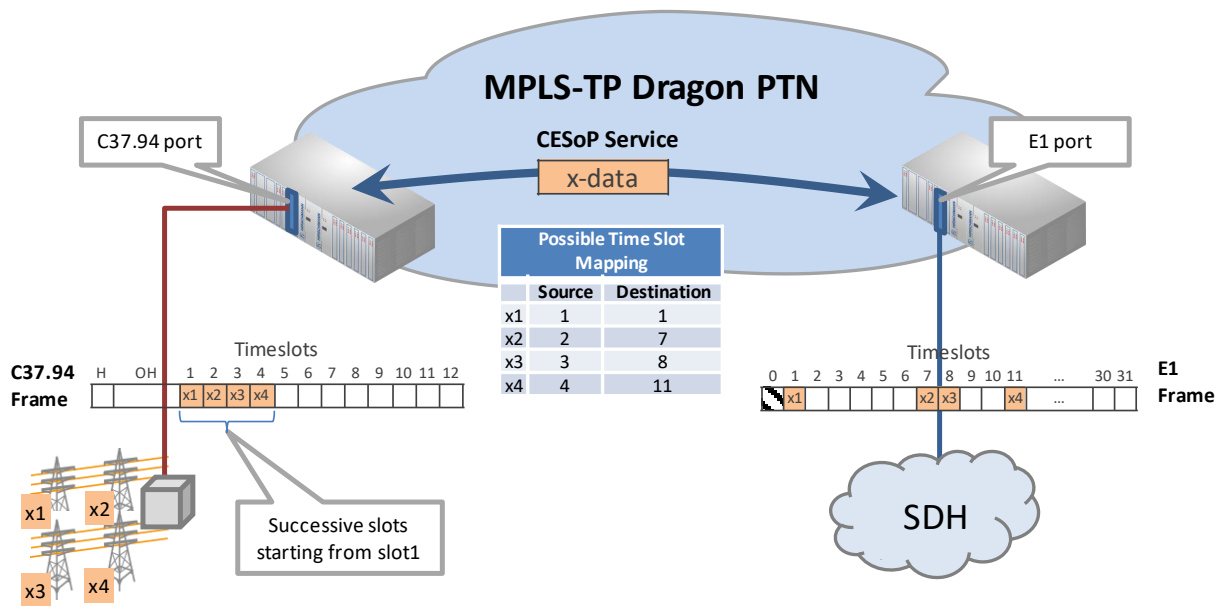 MPLS-TP Dragon PTN
C37.94 port
CESoP Service
E1 port
x-data
Possible Time Slot
Mapping
Source Destination
x1 1 1
x2 2 7
x3 3 8
x4 4 11
Timeslots
H OH 1 2 3 4 5 6 7 8 9 10 11 12
C37.94
Frame
x1 x2 x3 x4
Timeslots
0 1 2 3 4 5 6 7 8 9 10 11 ... 30 31
E1
Frame
x1 x2 x3 x4 ...
x1 x2
x3 x4
Successive slots
starting from slot1
SDH